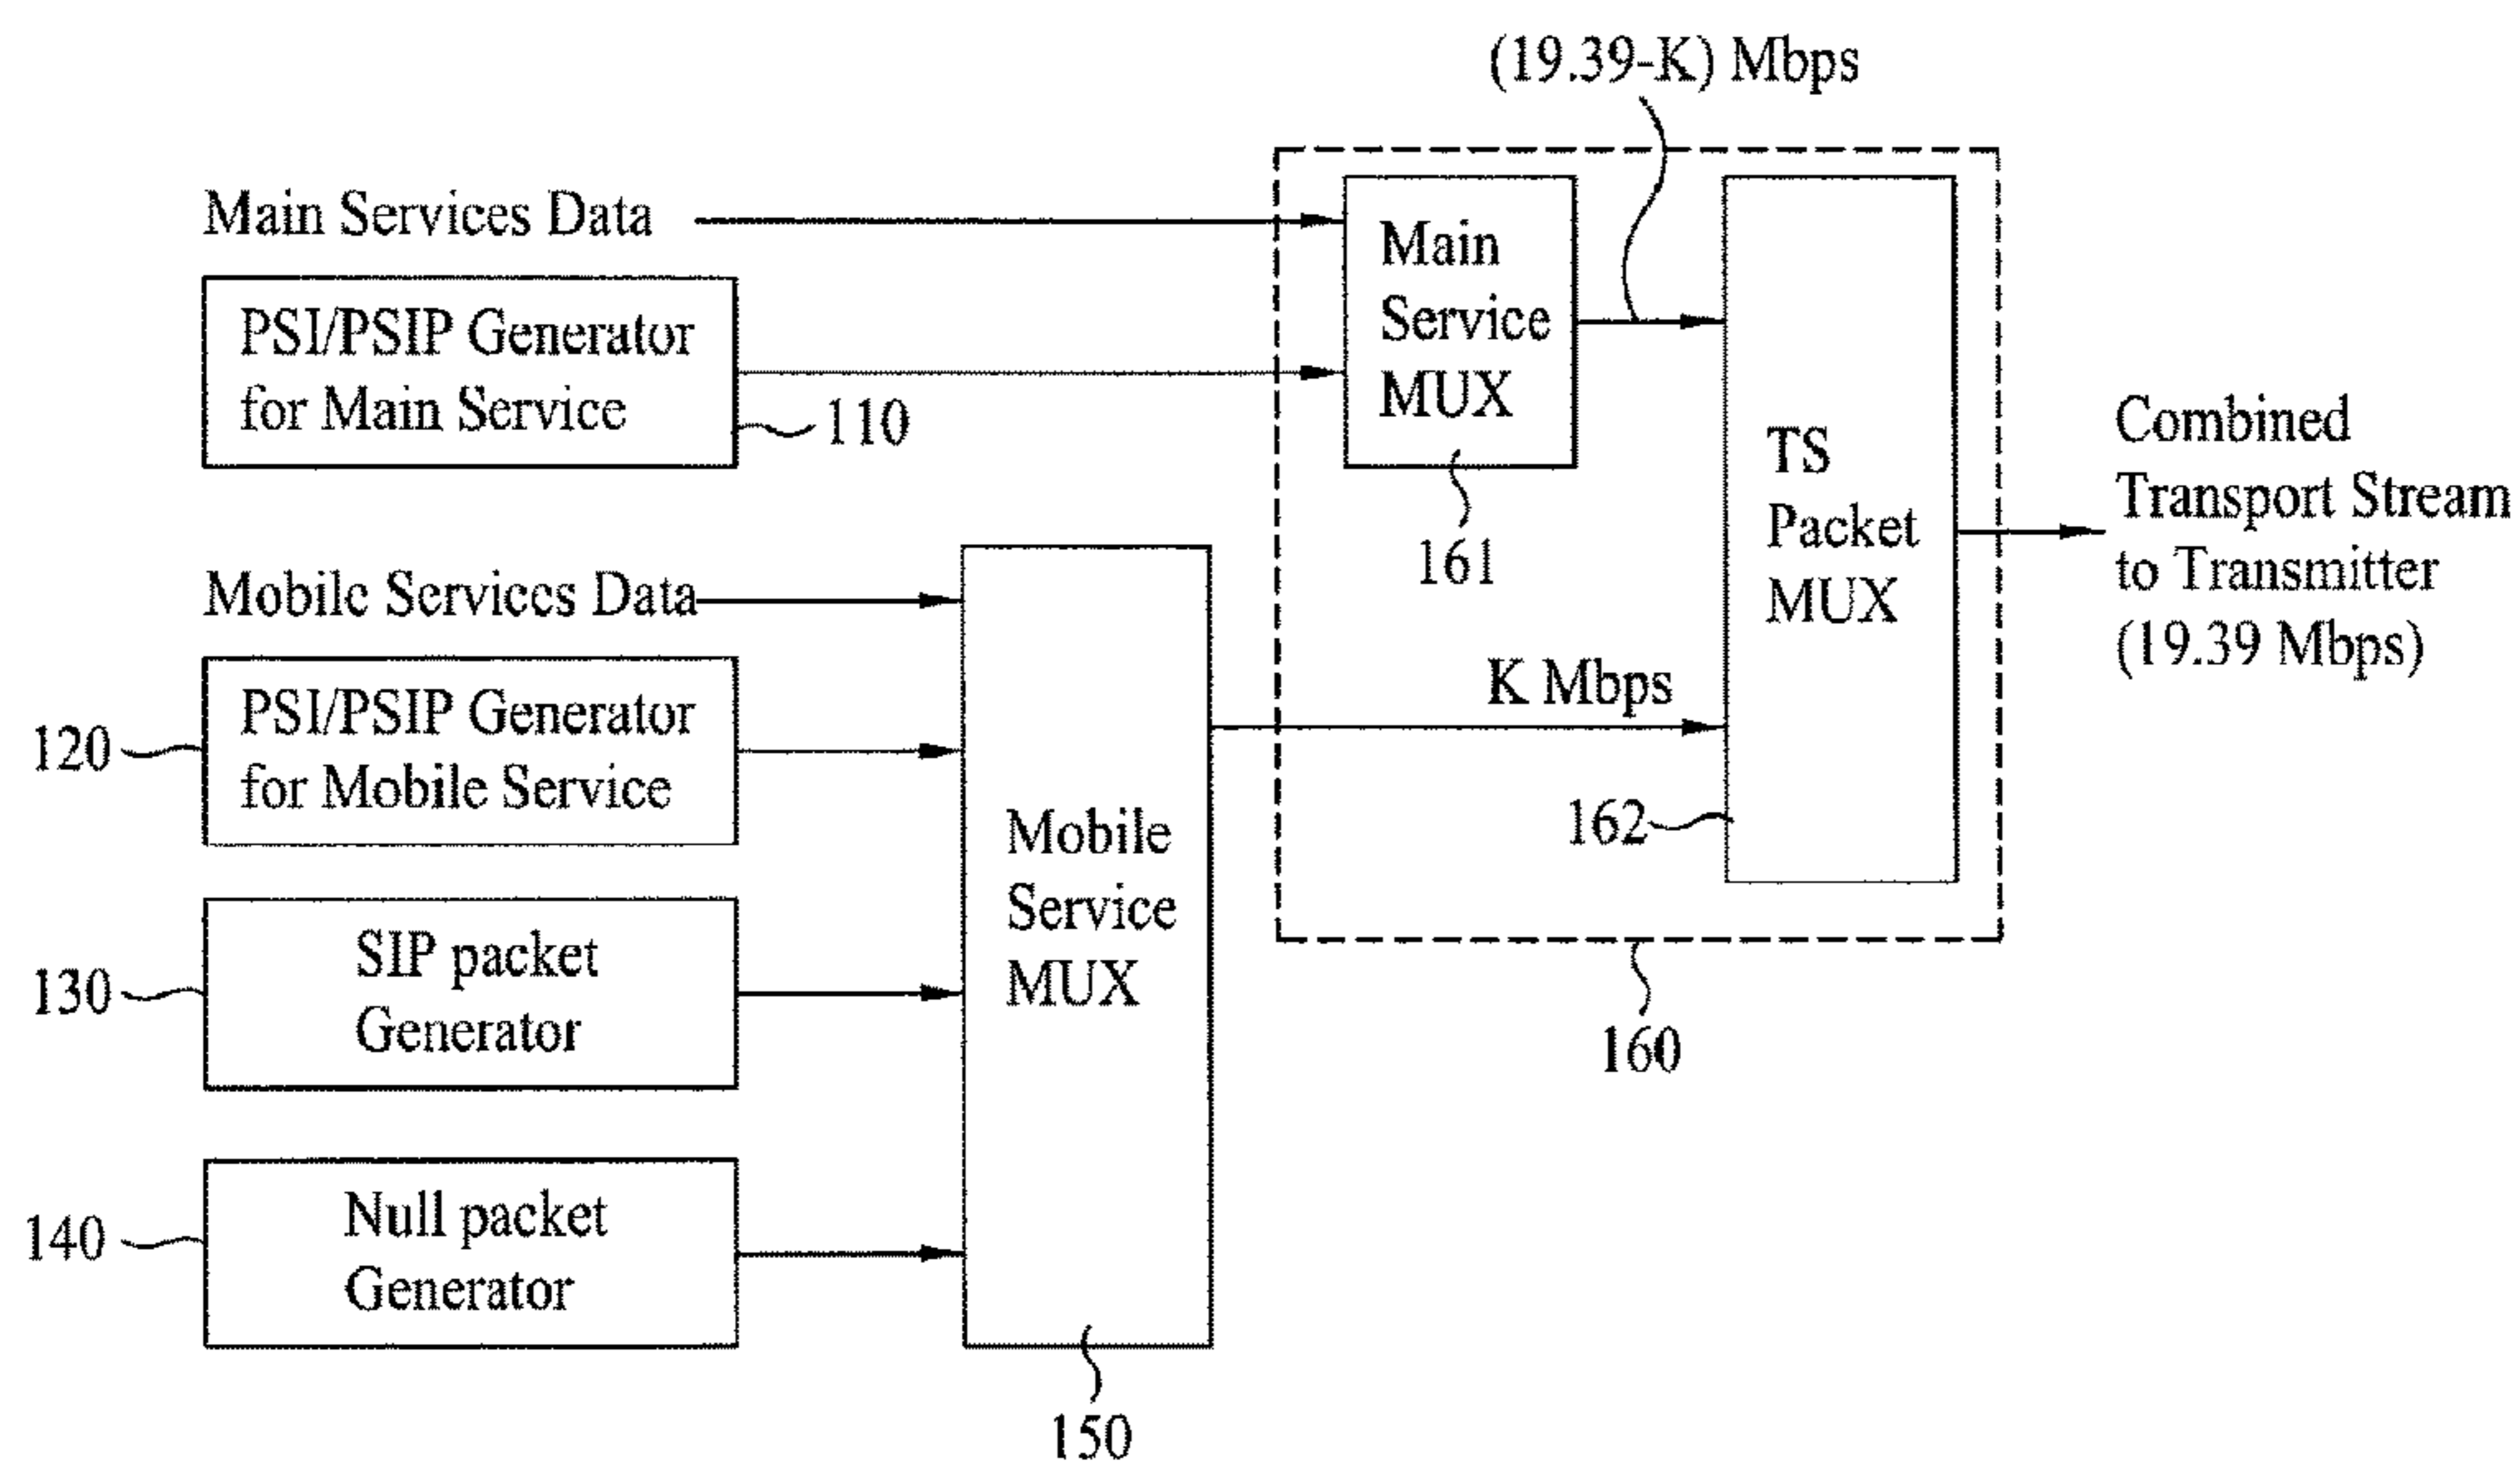 (19.39-K) Mbps
Main Services Data
PSI/PSIP Generator
for Main Service
110
Main
Service
MUX
161
TS
Packet
MUX
Combined
Transport Stream
to Transmitter
(19.39 Mbps)
Mobile Services Data
K Mbps
120
PSI/PSIP Generator
for Mobile Service
162
Mobile
Service
MUX
130
SIP packet
Generator
160
140
Null packet
Generator
150